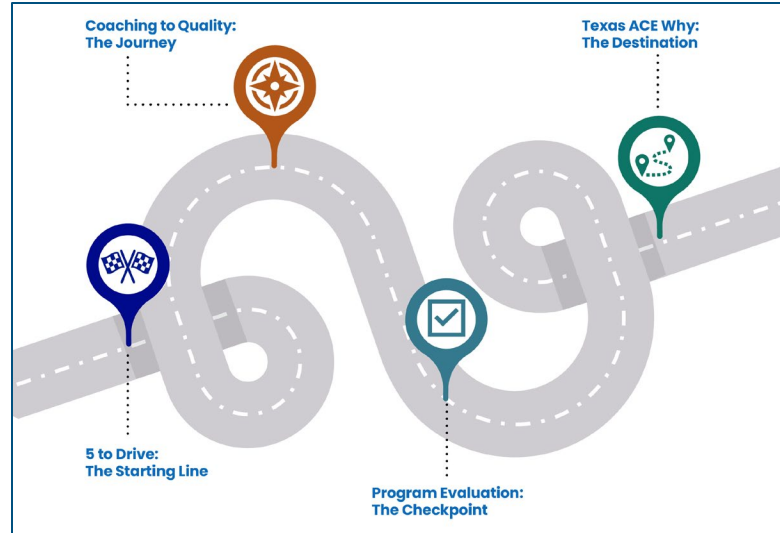 Coaching to Quality:
The Journey
Texas ACE Why:
The Destination
5 to Drive:
The Starting Line
Program Evaluation:
The Checkpoint